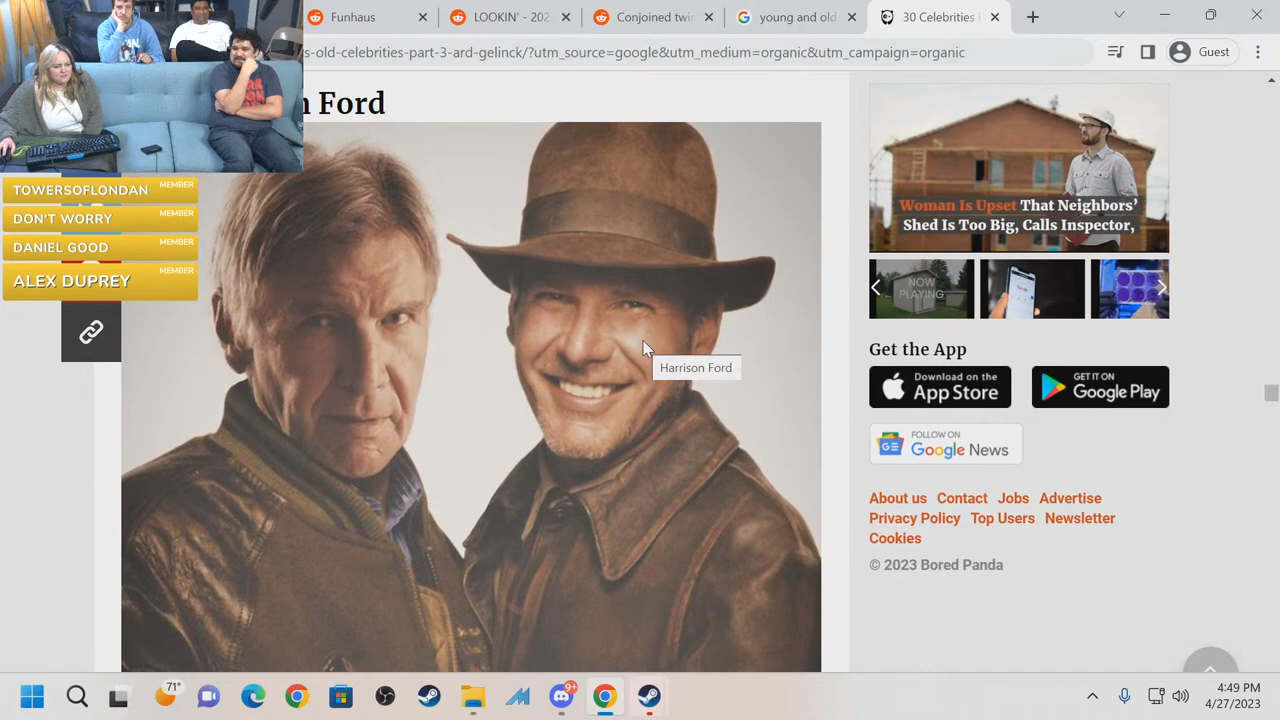 Funhaus
LOOKIN' - 202
Combined twin
young and old
30 Celebrities
s-old-celebrities-part-3-ard-getnick/?utm_source=google&utm_medium=organic&utm_campaign=organic
Guest
Ford
TOWERSOFLONDAN
MEMBER
DON'T WORRY
MEMBER
DANIEL GOOD
MEMBER
ALEX DUPREY
MEMBER
Harrison Ford
Woman Is Upset That Neighbors'
Shed Is Too Big, Calls Inspector,
NOW
PLAYING
Get the App
Download on the
App Store
GET IT ON
Google Play
FOLLOW ON
Google News
About us Contact Jobs Advertise
Privacy Policy Top Users Newsletter
Cookies
© 2023 Bored Panda
71°
9+
4:49 PM
4/27/2023